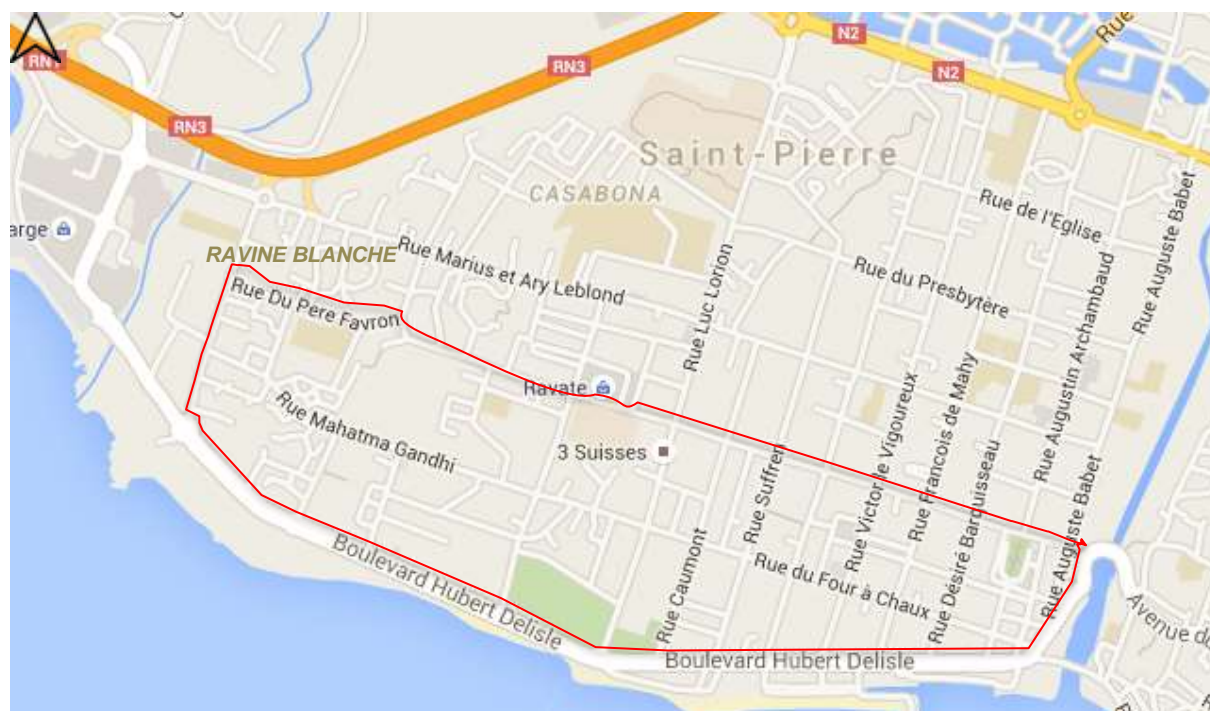 N2
RN1
RN3
N2
RN3
Saint-Pierre
CASABONA
Rue de l'Eglise
Rue Auguste Babet
arge
RAVINE BLANCHE
Rue Marius et Ary Leblond
Rue Luc Lorion
Rue du Presbytère
Rue Augustin Archambaud
Rue Du Pere Favron
Ravate
Rue Mahatma Gandhi
3 Suisses
Rue Suffren
Rue Victor le Vigoureux
Rue Francois de Mahy
Rue Désiré Barquisseau
Rue Auguste Babet
Boulevard Hubert Delisle
Rue Caumont
Rue du Four à Chaux
Avenue de
Boulevard Hubert Delisle